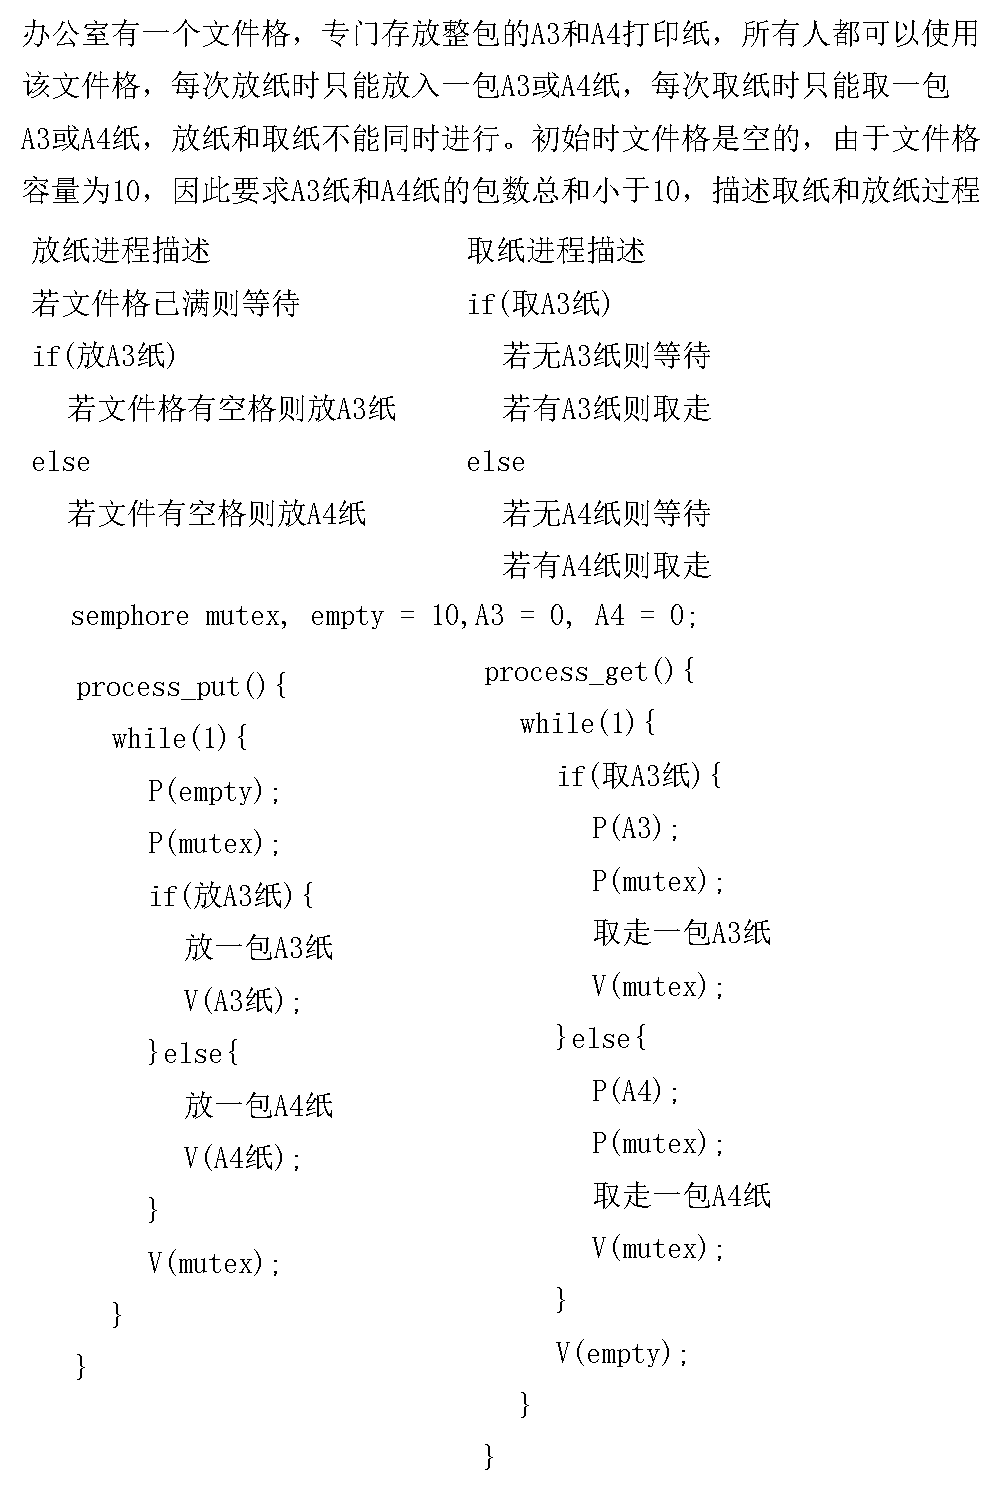 办公室有一个文件格，专门存放整包的A3和A4打印纸，所有人都可以使用
该文件格，每次放纸时只能放入一包A3或A4纸，每次取纸时只能取一包
A3或A4纸，放纸和取纸不能同时进行。初始时文件格是空的，由于文件格
容量为10，因此要求A3纸和A4纸的包数总和小于10，描述取纸和放纸过程
放纸进程描述
若文件格已满则等待
if(放A3纸)
若文件格有空格则放A3纸
else
若文件有空格则放A4纸
取纸进程描述
if(取A3纸)
若无A3纸则等待
若有A3纸则取走
else
若无A4纸则等待
若有A4纸则取走
semphore mutex, empty = 10,A3 = 0, A4 = 0;
process_put(){
while(1){
P(empty);
P(mutex);
if(放A3纸){
放一包A3纸
V(A3纸);
}else{
放一包A4纸
V(A4纸);
}
V(mutex);
}
}
process_get(){
while(1){
if(取A3纸){
P(A3);
P(mutex);
取走一包A3纸
V(mutex);
}else{
P(A4);
P(mutex);
取走一包A4纸
V(mutex);
}
V(empty);
}
}